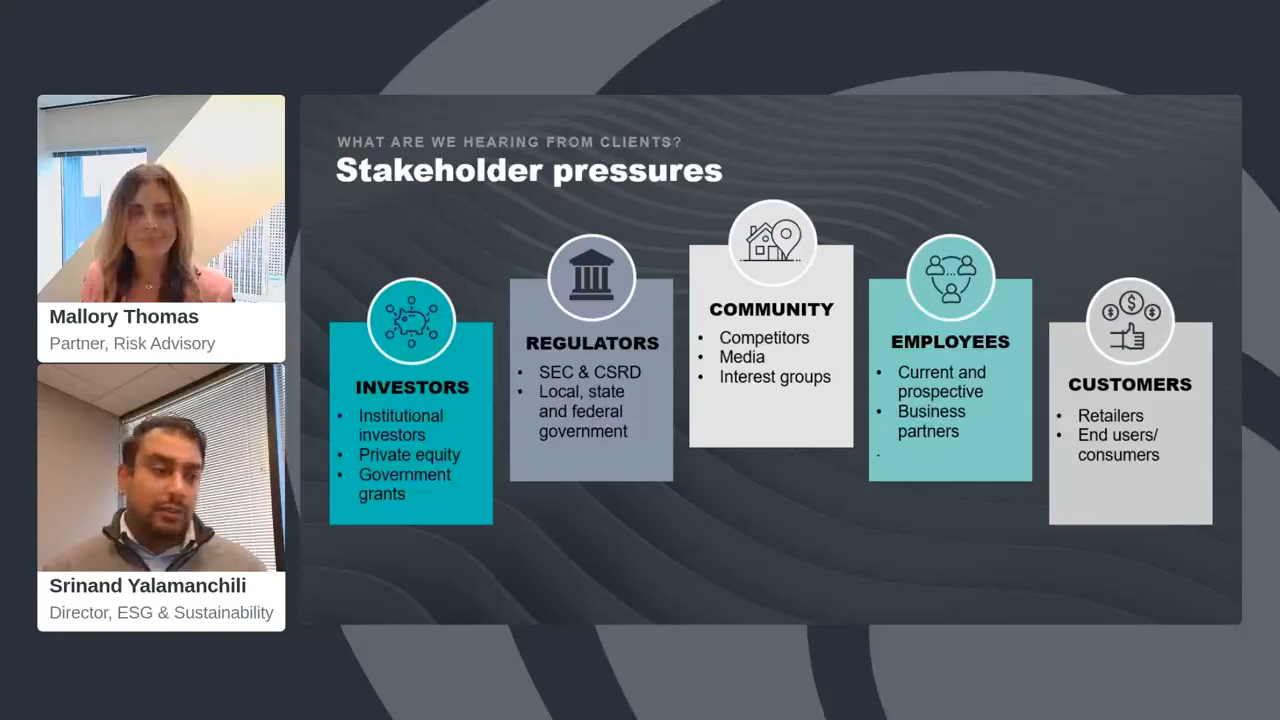 Mallory Thomas
Partner, Risk Advisory
Srinand Yalamanchili
Director, ESG & Sustainability
WHAT ARE WE HEARING FROM CLIENTS?
Stakeholder pressures
INVESTORS
• Institutional
investors
• Private equity
• Government
grants
REGULATORS
• SEC & CSRD
• Local, state
and federal
government
COMMUNITY
• Competitors
• Media
• Interest groups
EMPLOYEES
• Current and
prospective
• Business
partners
.
CUSTOMERS
• Retailers
• End users/
consumers